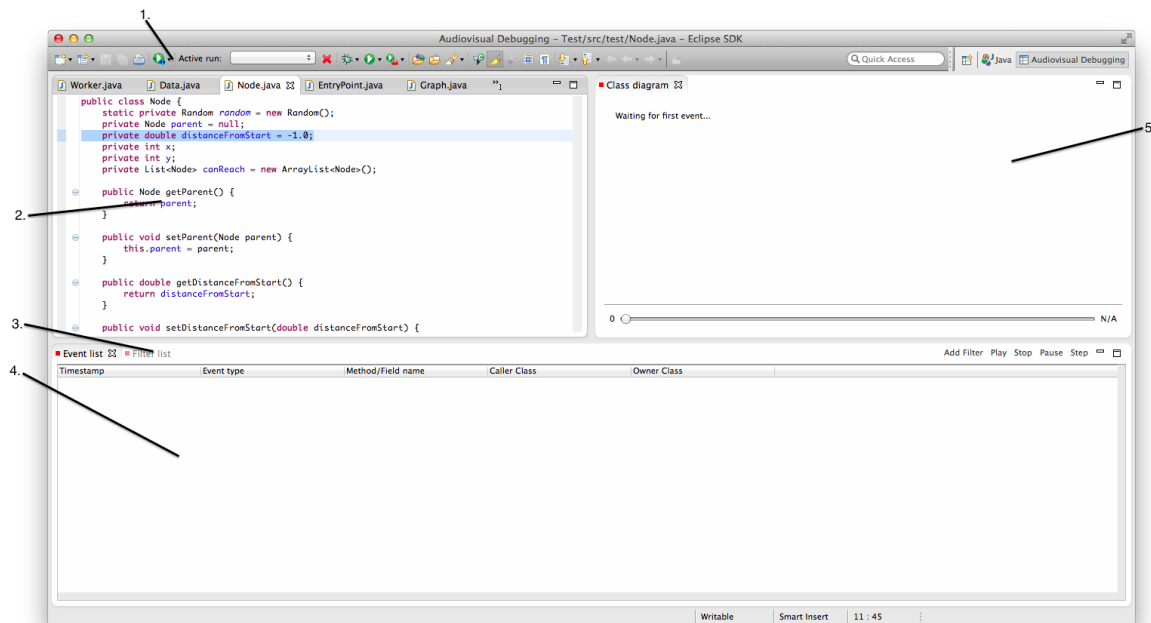 1.
Audiovisual Debugging – Test/src/test/Node.java – Eclipse SDK
Active run:
Quick Access
Java
Audiovisual Debugging
Worker.java
Data.java
Node.java
EntryPoint.java
Graph.java
»1
Class diagram
public class Node {
static private Random random = new Random();
private Node parent = null;
private double distanceFromStart = -1.0;
private int x;
private int y;
private List<Node> canReach = new ArrayList<Node>();
public Node getParent() {
return parent;
}
public void setParent(Node parent) {
this.parent = parent;
}
public double getDistanceFromStart() {
return distanceFromStart;
}
public void setDistanceFromStart(double distanceFromStart) {
Waiting for first event...
5.
2.
0
N/A
3.
Event list
Filter list
Add Filter Play Stop Pause Step
4.
Timestamp
Event type
Method/Field name
Caller Class
Owner Class
Writable
Smart Insert
11 : 45